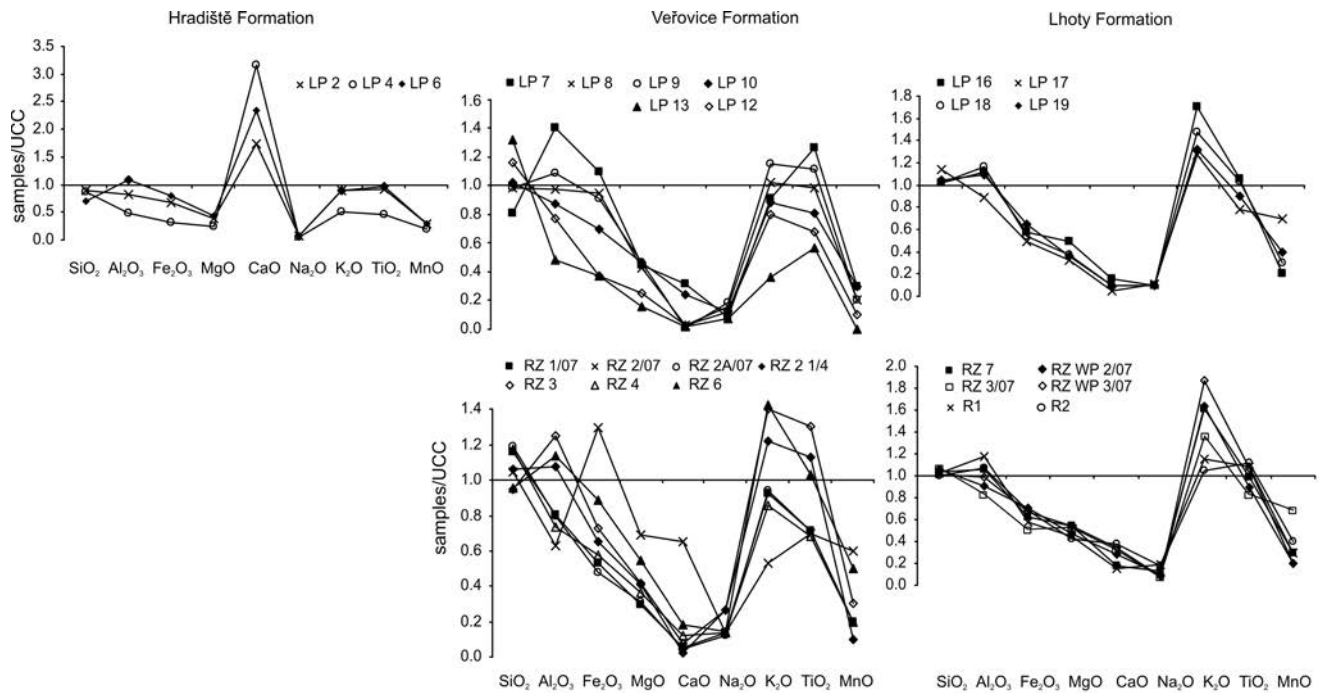 Hradiště Formation
Veřovice Formation
Lhoty Formation
samples/UCC
3.5
3.0
2.5
2.0
1.5
1.0
0.5
0.0
LP 2 LP 4 LP 6
SiO₂ Al₂O₃ Fe₂O₃ MgO CaO Na₂O K₂O TiO₂ MnO
LP 7 LP 8 LP 9 LP 10
LP 13 LP 12
1.6
1.4
1.2
1.0
0.8
0.6
0.4
0.2
0.0
LP 16 LP 17
LP 18 LP 19
1.8
1.6
1.4
1.2
1.0
0.8
0.6
0.4
0.2
0.0
samples/UCC
RZ 1/07 RZ 2/07 RZ 2A/07 RZ 2 1/4
RZ 3 RZ 4 RZ 6
1.4
1.2
1.0
0.8
0.6
0.4
0.2
0.0
SiO₂ Al₂O₃ Fe₂O₃ MgO CaO Na₂O K₂O TiO₂ MnO
RZ 7 RZ WP 2/07
RZ 3/07 RZ WP 3/07
R1 R2
2.0
1.8
1.6
1.4
1.2
1.0
0.8
0.6
0.4
0.2
0.0
SiO₂ Al₂O₃ Fe₂O₃ MgO CaO Na₂O K₂O TiO₂ MnO